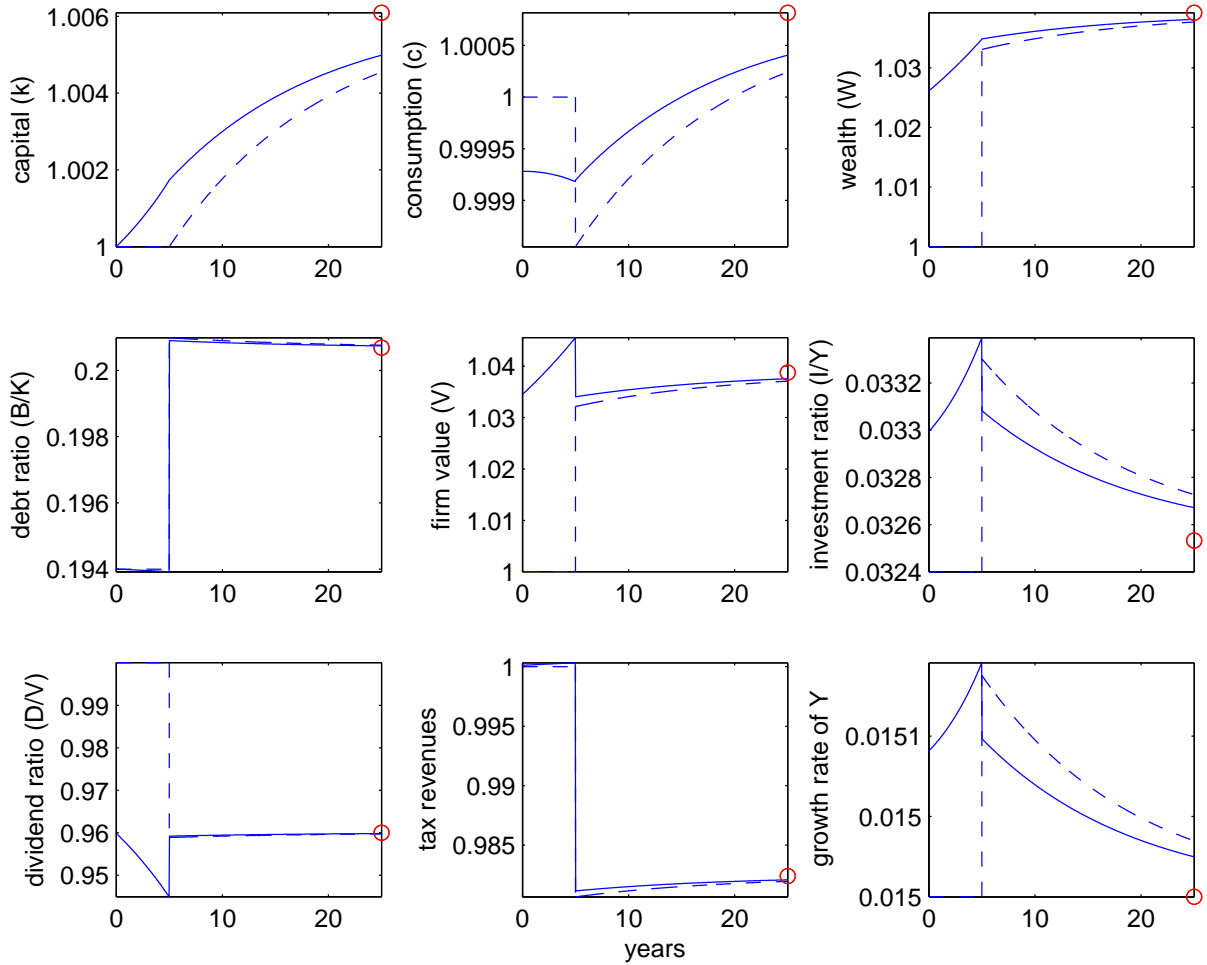 capital (k)
1.006
1.004
1.002
1
0 10 20
consumption (c)
1.0005
1
0.9995
0.999
0 10 20
wealth (W)
1.03
1.02
1.01
1
0 10 20
debt ratio (B/K)
0.2
0.198
0.196
0.194
0 10 20
firm value (V)
1.04
1.03
1.02
1.01
1
0 10 20
investment ratio (I/Y)
0.0332
0.033
0.0328
0.0326
0.0324
0 10 20
dividend ratio (D/V)
0.99
0.98
0.97
0.96
0.95
0 10 20
tax revenues
1
0.995
0.99
0.985
0 10 20
years
growth rate of Y
0.0151
0.015
0.015
0 10 20